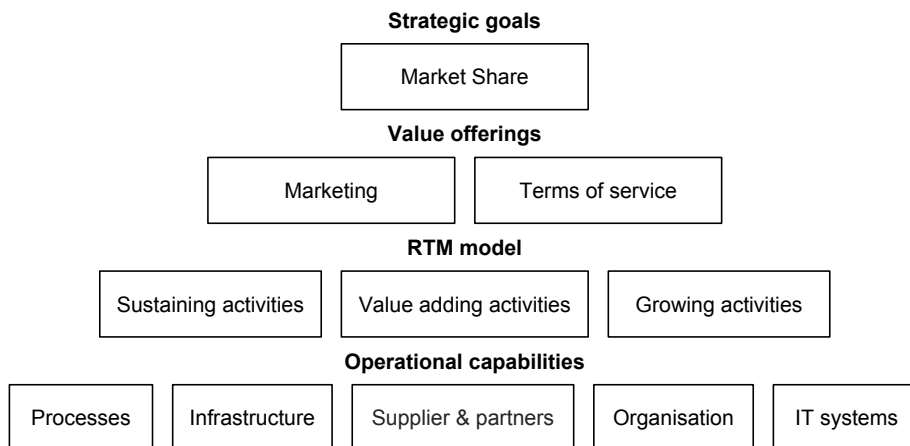 Strategic goals
Market Share
Value offerings
Marketing
Terms of service
RTM model
Sustaining activities
Value adding activities
Growing activities
Operational capabilities
Processes
Infrastructure
Supplier & partners
Organisation
IT systems